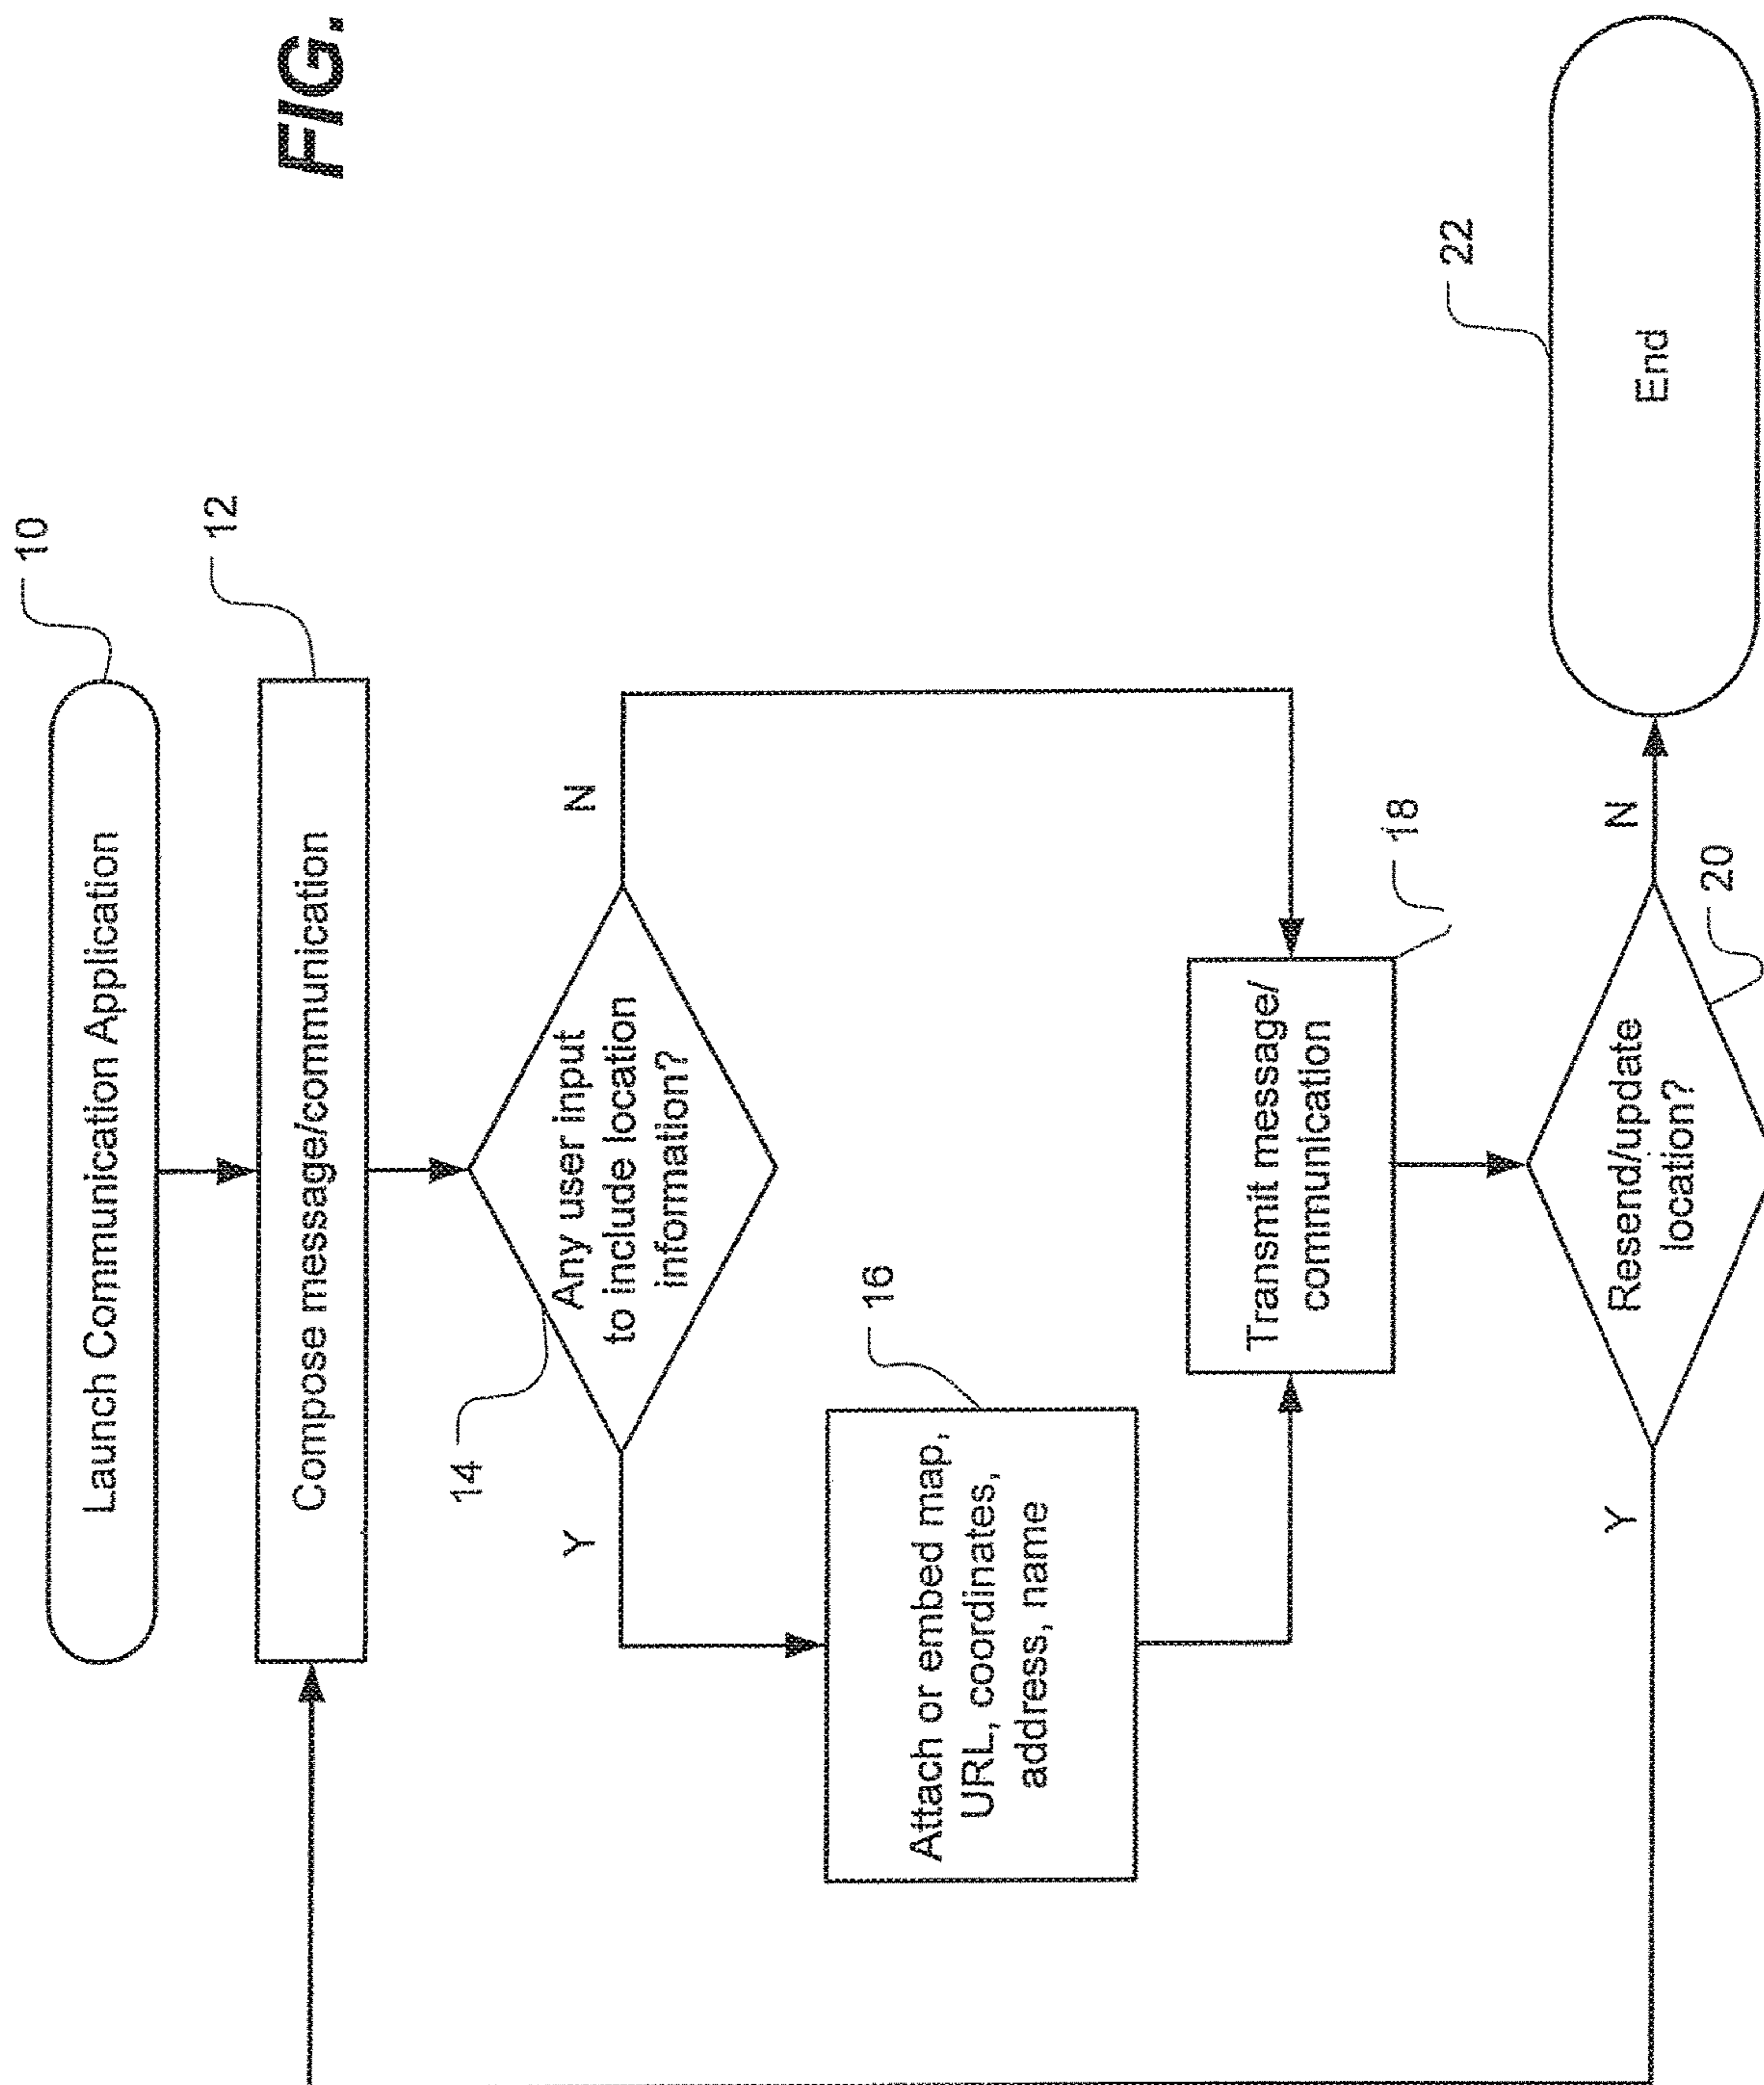 FIG.
10
Launch Communication Application
12
Compose message/communication
14
Any user input
to include location
information?
Y
N
16
Attach or embed map,
URL, coordinates,
address, name
18
Transmit message/
communication
20
Resend/update
location?
Y
N
22
End